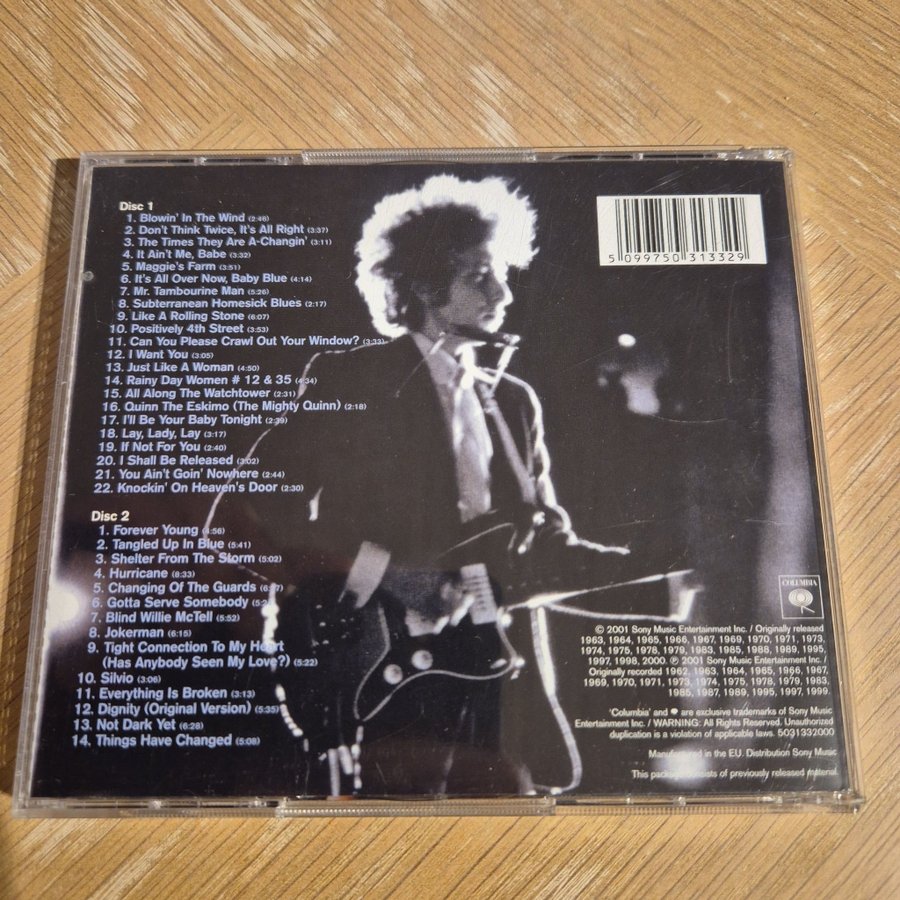 Disc 1
1. Blowin' In The Wind (2:46)
2. Don't Think Twice, It's All Right (3:37)
3. The Times They Are A-Changin' (3:11)
4. It Ain't Me, Babe (3:32)
5. Maggie's Farm (3:51)
6. It's All Over Now, Baby Blue (4:14)
7. Mr. Tambourine Man (5:26)
8. Subterranean Homesick Blues (2:17)
9. Like A Rolling Stone (6:07)
10. Positively 4th Street (3:53)
11. Can You Please Crawl Out Your Window? (3:33)
12. I Want You (3:05)
13. Just Like A Woman (4:50)
14. Rainy Day Women # 12 & 35 (4:34)
15. All Along The Watchtower (2:31)
16. Quinn The Eskimo (The Mighty Quinn) (2:18)
17. I'll Be Your Baby Tonight (2:39)
18. Lay, Lady, Lay (3:17)
19. If Not For You (2:40)
20. I Shall Be Released (3:02)
21. You Ain't Goin' Nowhere (2:44)
22. Knockin' On Heaven's Door (2:30)
Disc 2
1. Forever Young (4:56)
2. Tangled Up In Blue (5:41)
3. Shelter From The Storm (5:02)
4. Hurricane (8:33)
5. Changing Of The Guards
6. Gotta Serve Somebody
7. Blind Willie McTell (5:52)
8. Jokerman (6:15)
9. Tight Connection To My Heart
(Has Anybody Seen My Love?) (5:22)
10. Silvio (3:06)
11. Everything Is Broken (3:13)
12. Dignity (Original Version) (5:35)
13. Not Dark Yet (6:28)
14. Things Have Changed (5:08)
5 099750 313329
COLUMBIA
© 2001 Sony Music Entertainment Inc. / Originally released
1963, 1964, 1965, 1966, 1967, 1969, 1970, 1971, 1973,
1974, 1975, 1978, 1979, 1983, 1985, 1988, 1989, 1995,
1997, 1998, 2000. ℗ 2001 Sony Music Entertainment Inc. /
Originally recorded 1962, 1963, 1964, 1965, 1966, 1967,
1969, 1970, 1971, 1973, 1974, 1975, 1978, 1979, 1983,
1985, 1987, 1989, 1995, 1997, 1999.
'Columbia' and are exclusive trademarks of Sony Music
Entertainment Inc. / WARNING: All Rights Reserved. Unauthorized
duplication is a violation of applicable laws. 5031332000
Manufactured in the EU. Distribution Sony Music
This package consists of previously released material.